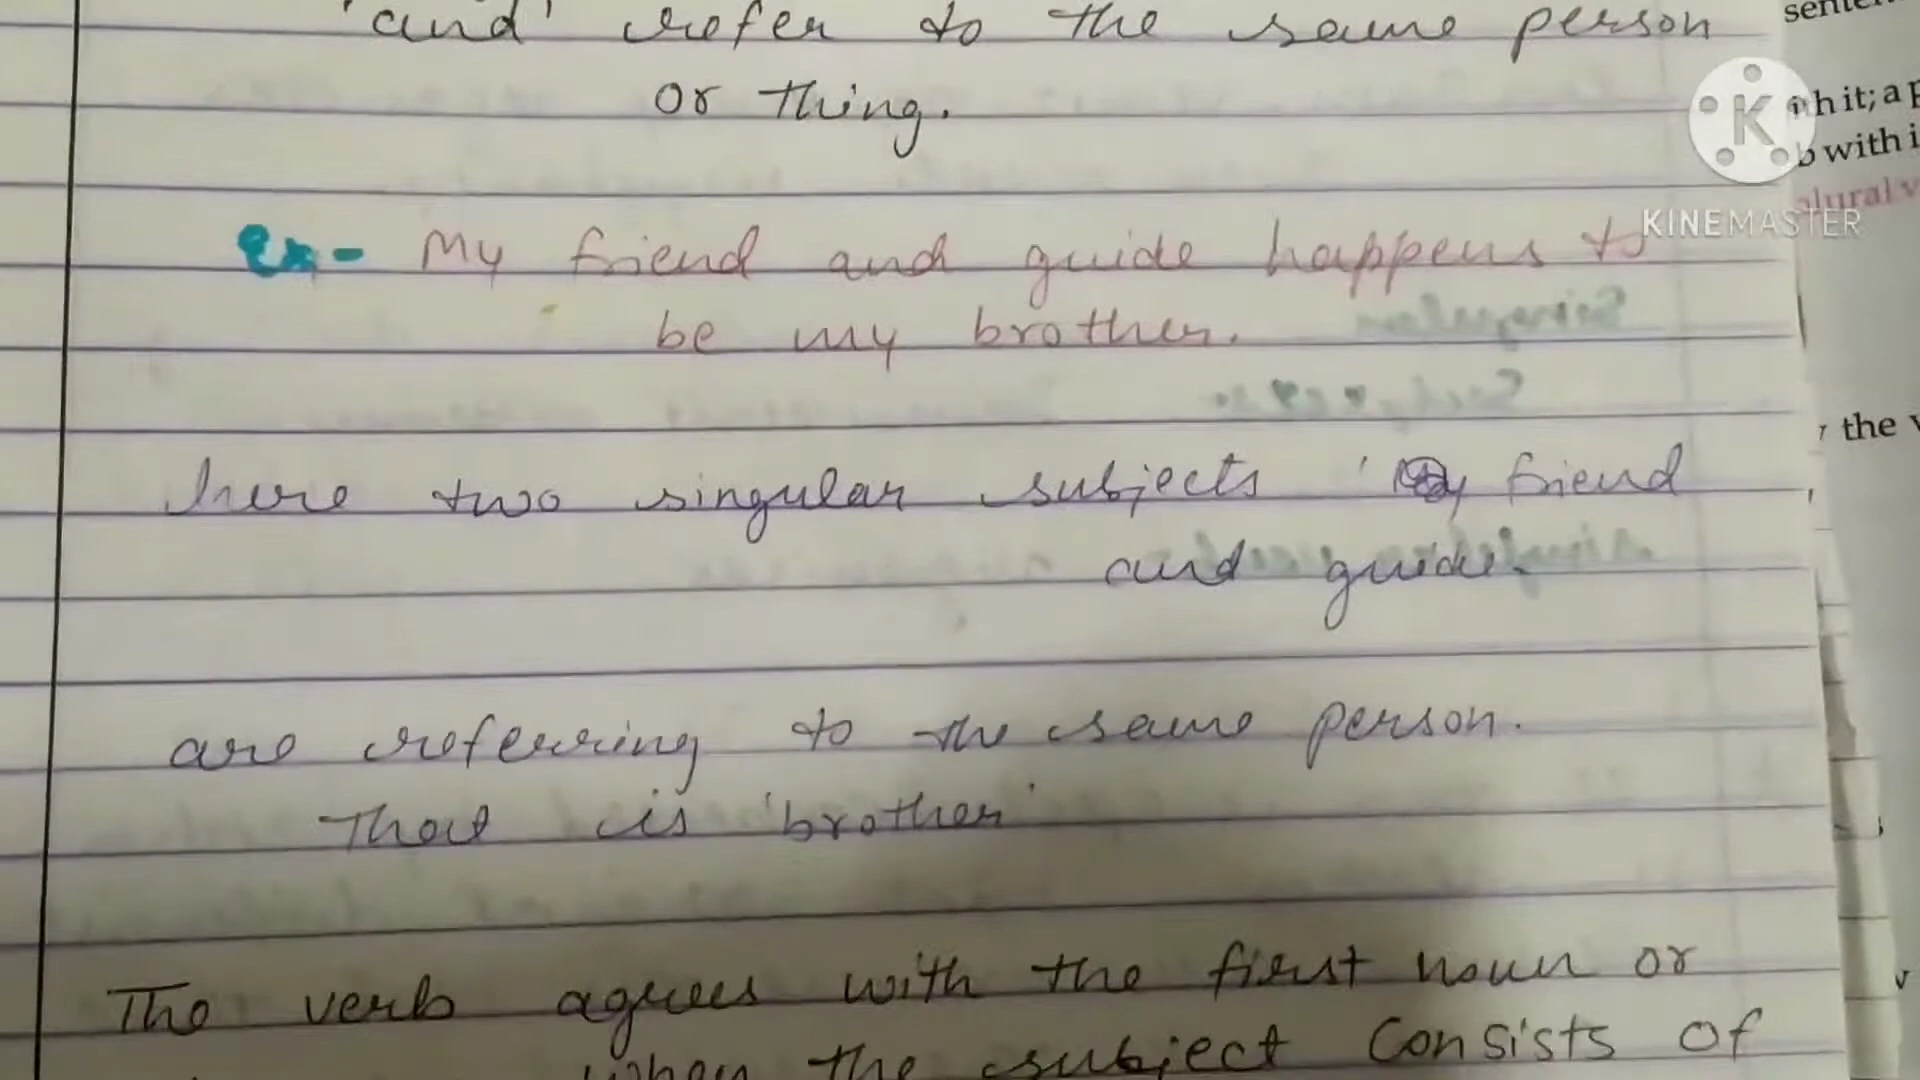 'and' refer to the same person
or thing.
Ex- My friend and guide happens to
be my brother.
here two singular subjects ' friend
and guide.
are referring to the same person.
That is 'brother'
The verb agrees with the first noun or
when the subject consists of
K
KINEMASTER
h it; a p
with i
plural v
the v